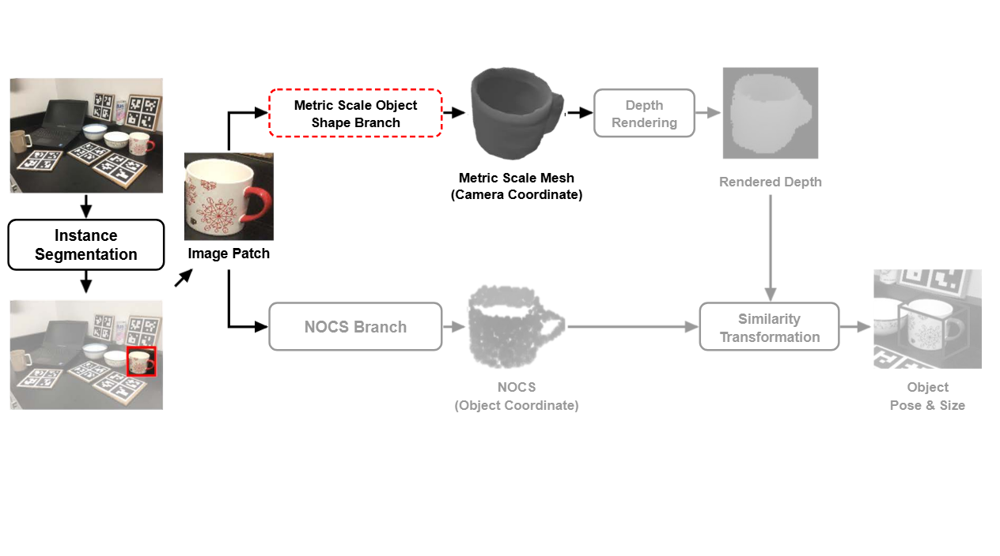 Instance
Segmentation
Image Patch
Metric Scale Object
Shape Branch
Metric Scale Mesh
(Camera Coordinate)
Depth
Rendering
Rendered Depth
NOCS Branch
NOCS
(Object Coordinate)
Similarity
Transformation
Object
Pose & Size